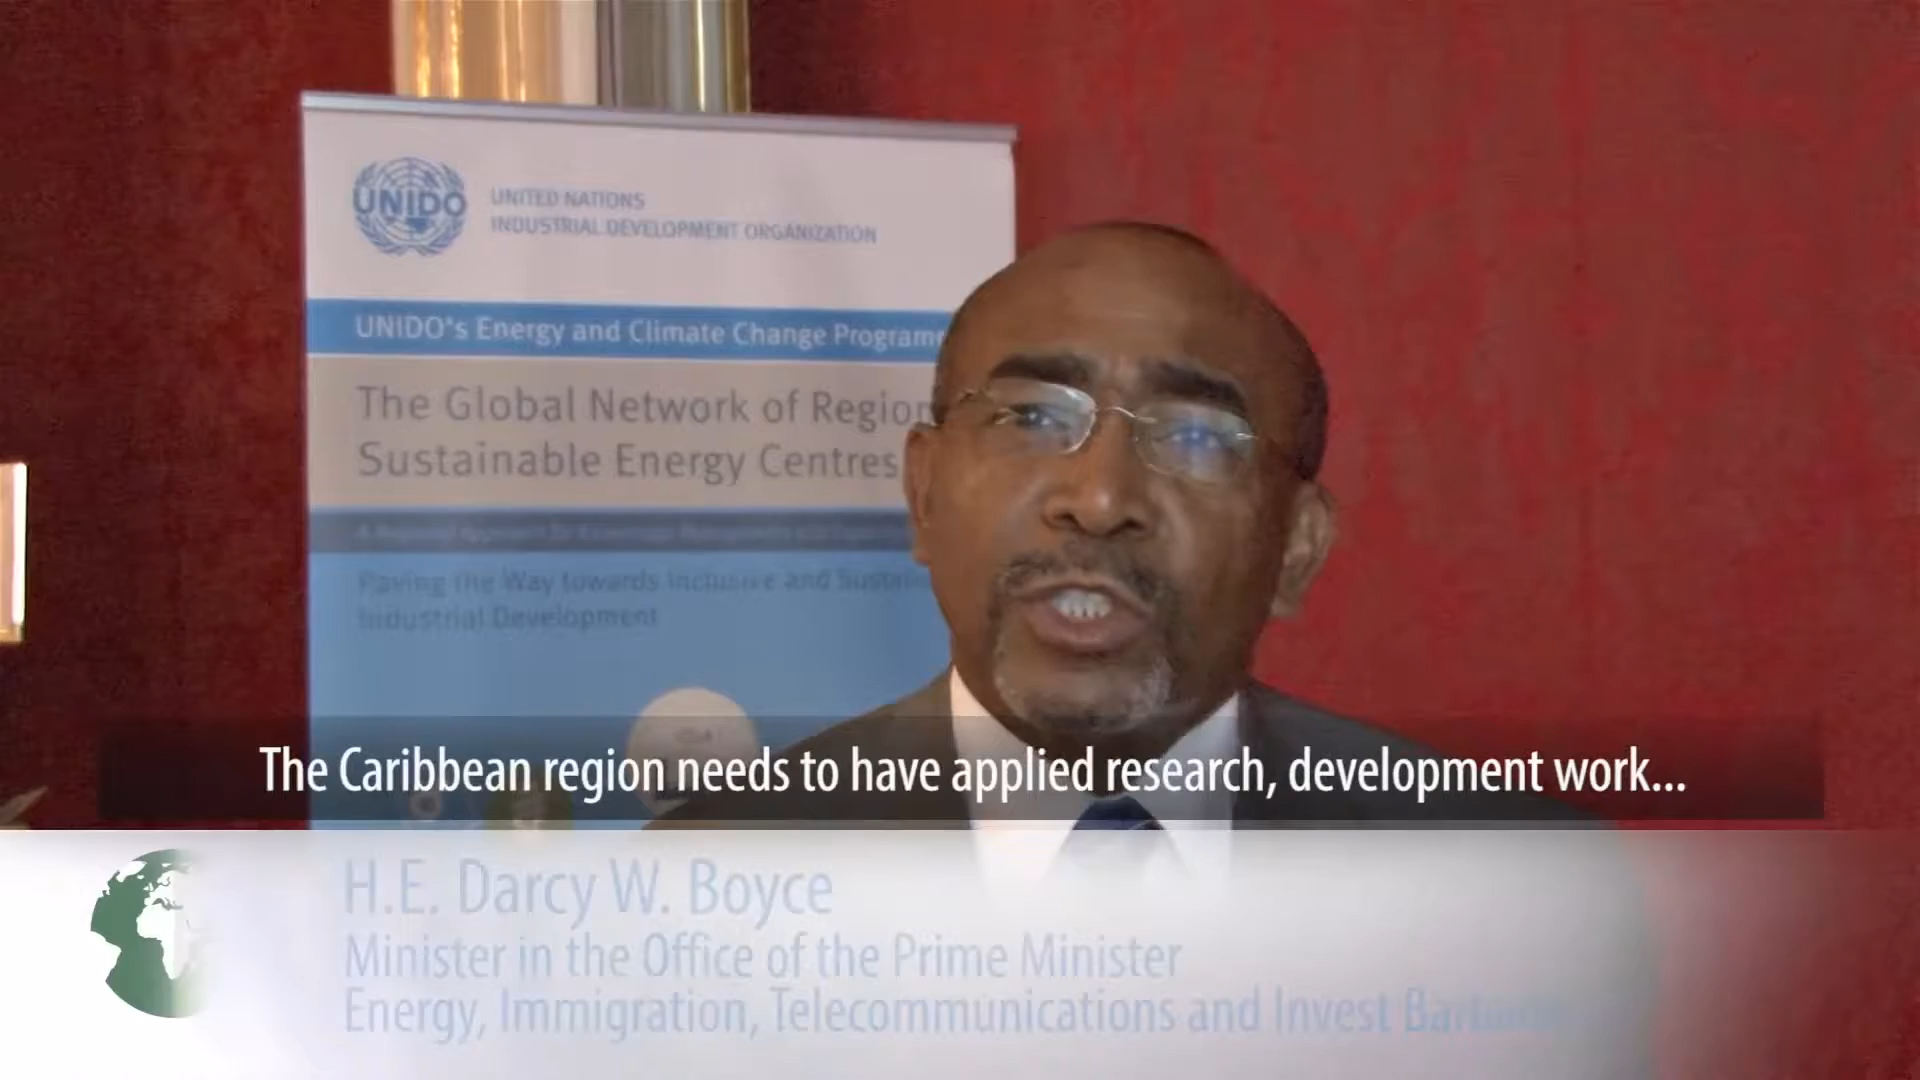 UNIDO
UNITED NATIONS
INDUSTRIAL DEVELOPMENT ORGANIZATION
UNIDO's Energy and Climate Change Program
The Global Network of Region
Sustainable Energy Centres
Paving the Way towards Inclusive and Sustain
Industrial Development
The Caribbean region needs to have applied research, development work...
H.E. Darcy W. Boyce
Minister in the Office of the Prime Minister
Energy, Immigration, Telecommunications and Invest